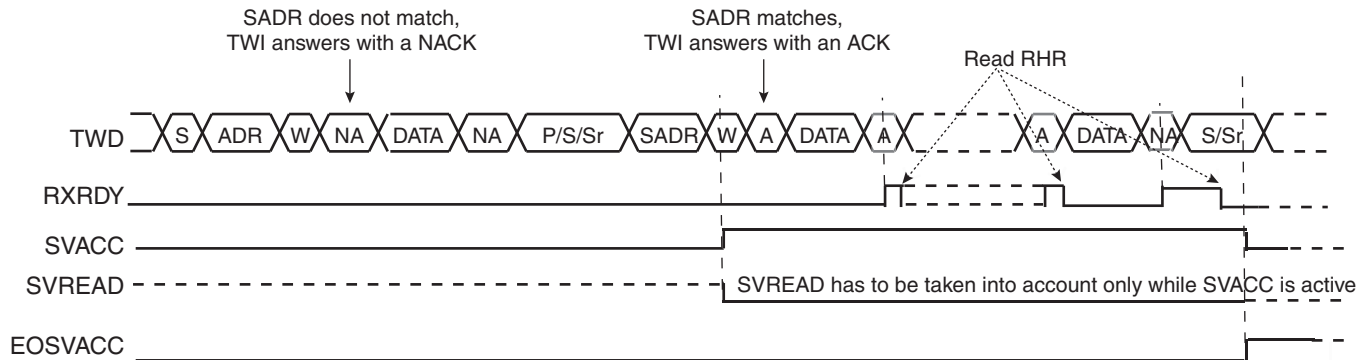 SADR does not match,
TWI answers with a NACK
SADR matches,
TWI answers with an ACK
Read RHR
TWD S ADR W NA DATA NA P/S/Sr SADR W A DATA A A DATA NA S/Sr
RXRDY
SVACC
SVREAD SVREAD has to be taken into account only while SVACC is active
EOSVACC